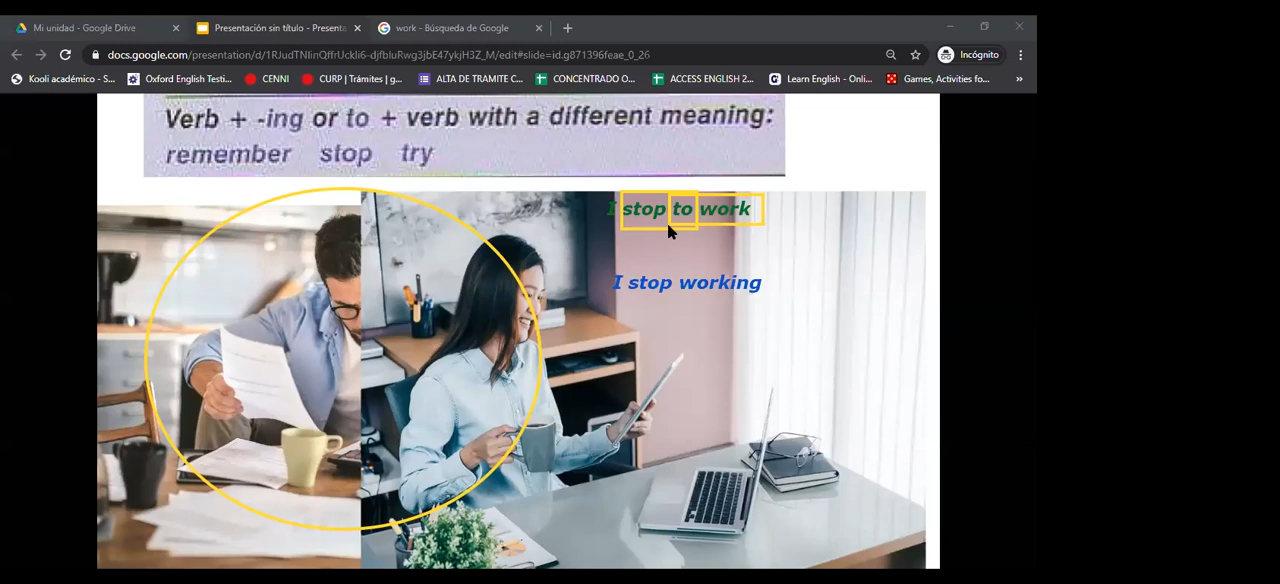 Mi unidad - Google Drive
Presentación sin título - Presenta
work - Búsqueda de Google
docs.google.com/presentation/d/1RJudTNIinQffrUckli6-djfbluRwg3jbE47ykjH3Z_M/edit#slide=id.g871396feae_0_26
Incógnito
Kooli académico - S...
Oxford English Testi...
CENNI
CURP | Trámites | g...
ALTA DE TRAMITE C...
CONCENTRADO O...
ACCESS ENGLISH 2...
Learn English - Onli...
Games, Activities fo...
»
Verb + -ing or to + verb with a different meaning:
remember stop try
I stop to work
I stop working